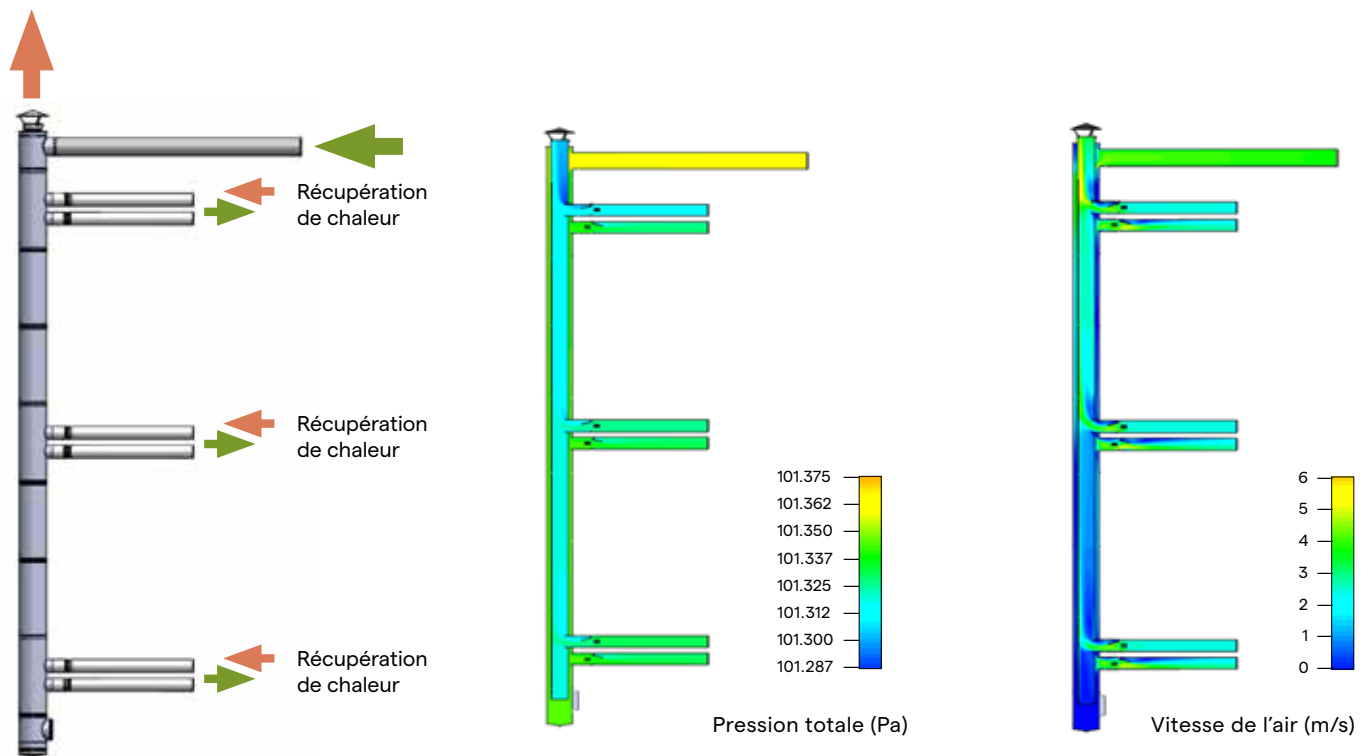 Récupération
de chaleur
Récupération
de chaleur
Récupération
de chaleur
101.375
101.362
101.350
101.337
101.325
101.312
101.300
101.287
Pression totale (Pa)
6
5
4
3
2
1
0
Vitesse de l’air (m/s)